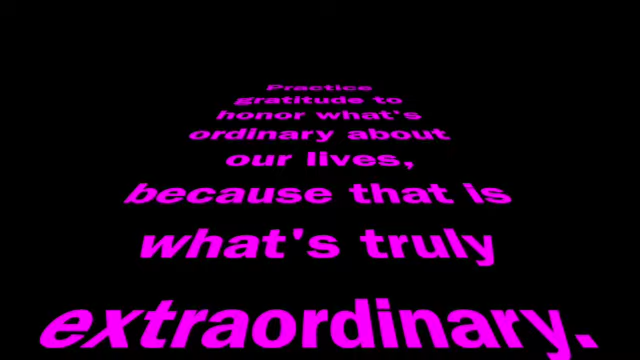 Practice
gratitude to
honor what's
ordinary about
our lives,
because that is
what's truly
extraordinary.